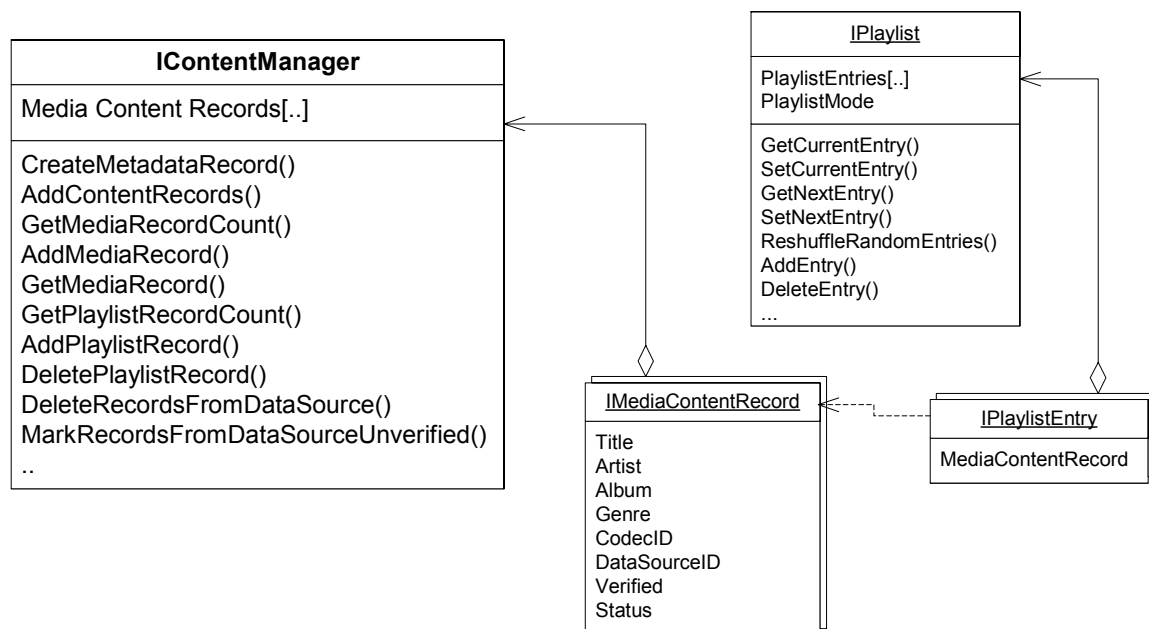 IContentManager
Media Content Records[..]
CreateMetadataRecord()
AddContentRecords()
GetMediaRecordCount()
AddMediaRecord()
GetMediaRecord()
GetPlaylistRecordCount()
AddPlaylistRecord()
DeletePlaylistRecord()
DeleteRecordsFromDataSource()
MarkRecordsFromDataSourceUnverified()
..
IPlaylist
PlaylistEntries[..]
PlaylistMode
GetCurrentEntry()
SetCurrentEntry()
GetNextEntry()
SetNextEntry()
ReshuffleRandomEntries()
AddEntry()
DeleteEntry()
...
IMediaContentRecord
Title
Artist
Album
Genre
CodecID
DataSourceID
Verified
Status
IPlaylistEntry
MediaContentRecord